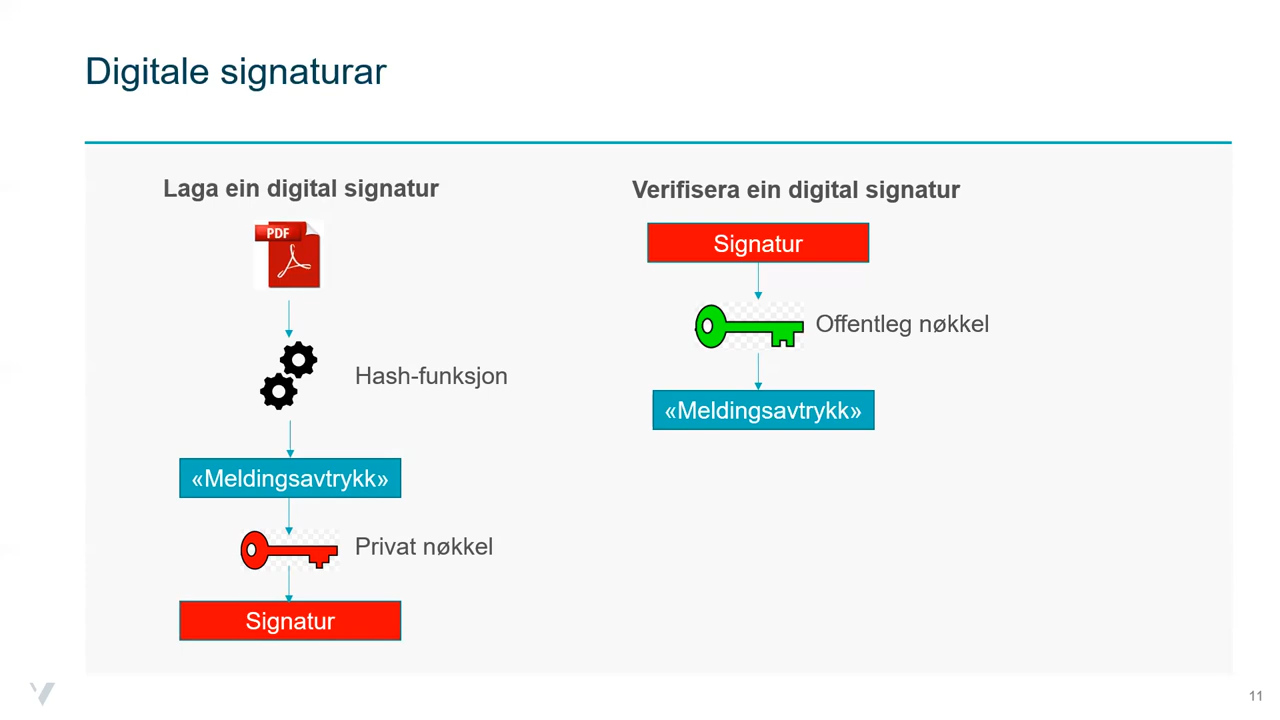 Digitale signaturar
Laga ein digital signatur
PDF
Hash-funksjon
«Meldingsavtrykk»
Privat nøkkel
Signatur
Verifisera ein digital signatur
Signatur
Offentleg nøkkel
«Meldingsavtrykk»
11